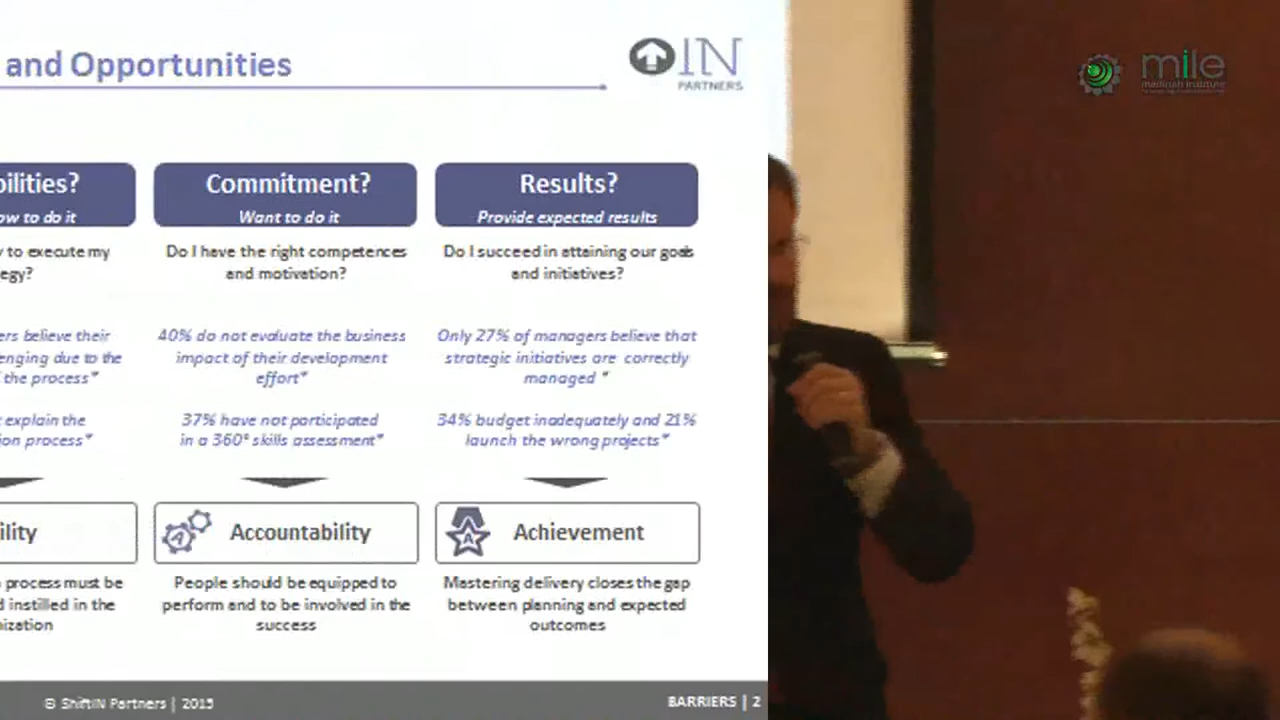 and Opportunities
IN
PARTNERS
mile
madinah institute
bilities?
ow to do it
to execute my
egy?
ers believe their
enging due to the
the process*
explain the
ion process*
ility
process must be
d instilled in the
nization
Commitment?
Want to do it
Do I have the right competences
and motivation?
40% do not evaluate the business
impact of their development
effort*
37% have not participated
in a 360° skills assessment*
Accountability
People should be equipped to
perform and to be involved in the
success
Results?
Provide expected results
Do I succeed in attaining our goals
and initiatives?
Only 27% of managers believe that
strategic initiatives are correctly
managed *
34% budget inadequately and 21%
launch the wrong projects*
Achievement
Mastering delivery closes the gap
between planning and expected
outcomes
© ShiftIN Partners | 2015
BARRIERS | 2